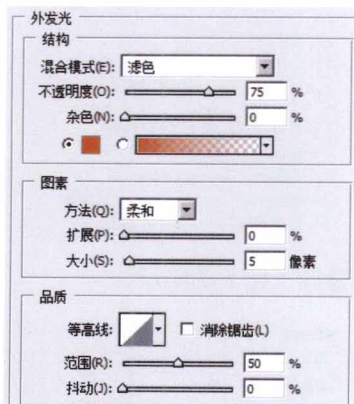 外发光
结构
混合模式(E): 滤色
不透明度(O): 75 %
杂色(N): 0 %
图素
方法(Q): 柔和
扩展(P): 0 %
大小(S): 5 像素
品质
等高线: 消除锯齿(L)
范围(R): 50 %
抖动(J): 0 %